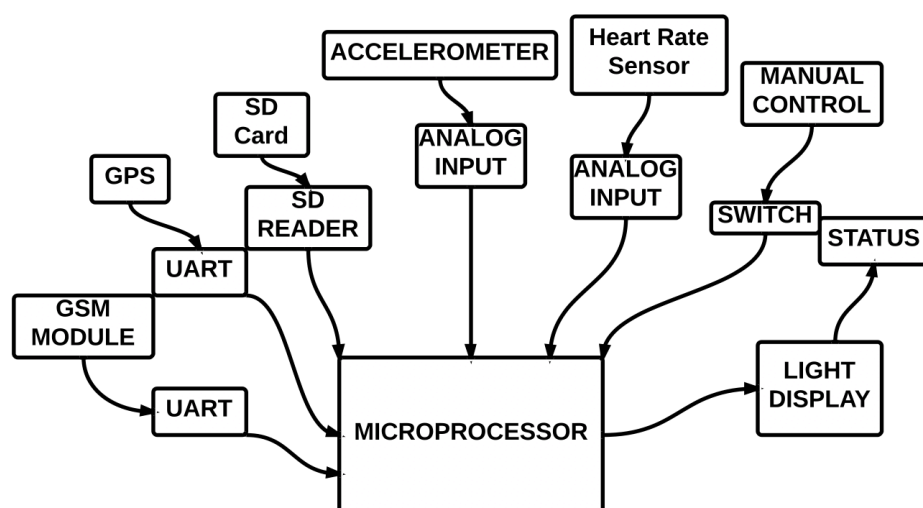 ACCELEROMETER
Heart Rate
Sensor
MANUAL
CONTROL
SD
Card
ANALOG
INPUT
ANALOG
INPUT
GPS
SD
READER
SWITCH
STATUS
UART
GSM
MODULE
LIGHT
DISPLAY
UART
MICROPROCESSOR